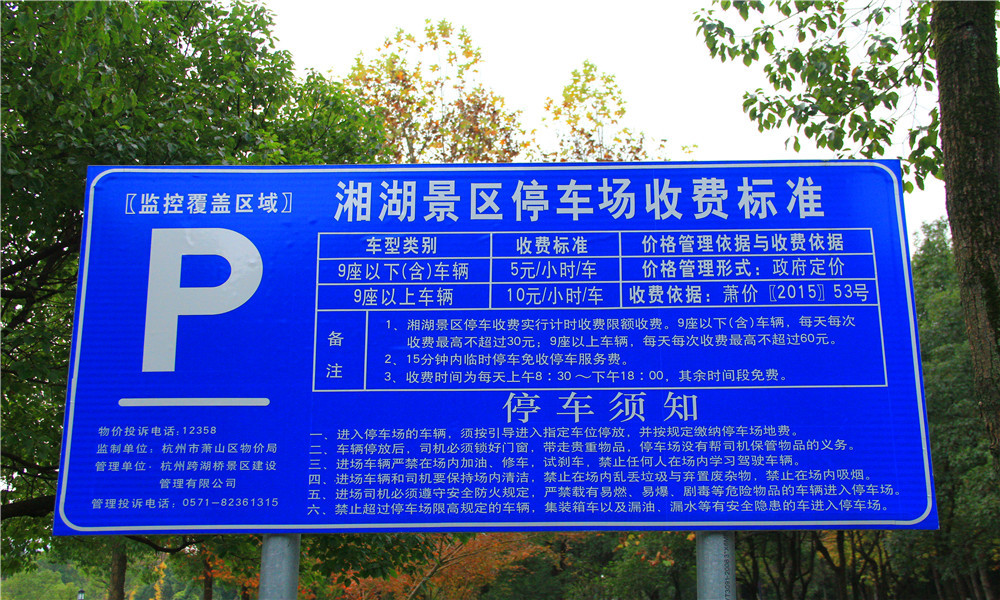 〖监控覆盖区域〗
P
物价投诉电话:12358
监制单位：杭州市萧山区物价局
管理单位·杭州跨湖桥景区建设
管理有限公司
管理投诉电话：0571-82361315
湘湖景区停车场收费标准
车型类别 收费标准 价格管理依据与收费依据
9座以下(含)车辆 5元/小时/车 价格管理形式：政府定价
9座以上车辆 10元/小时/车 收费依据：萧价〖2015〗53号
备注
1、湘湖景区停车收费实行计时收费限额收费。9座以下(含)车辆，每天每次
收费最高不超过30元；9座以上车辆，每天每次收费最高不超过60元。
2、15分钟内临时停车免收停车服务费。
3、收费时间为每天上午8：30～下午18：00，其余时间段免费。
停车须知
一、进入停车场的车辆，须按引导进入指定车位停放，并按规定缴纳停车场地费。
二、车辆停放后，司机必须锁好门窗，带走贵重物品，停车场没有帮司机保管物品的义务。
三、进场车辆严禁在场内加油、修车，试刹车，禁止任何人在场内学习驾驶车辆。
四、进场车辆和司机要保持场内清洁，禁止在场内乱丢垃圾与弃置废杂物，禁止在场内吸烟。
五、进场司机必须遵守安全防火规定，严禁载有易燃、易爆、剧毒等危险物品的车辆进入停车场。
六、禁止超过停车场限高规定的车辆，集装箱车以及漏油、漏水等有安全隐患的车进入停车场。